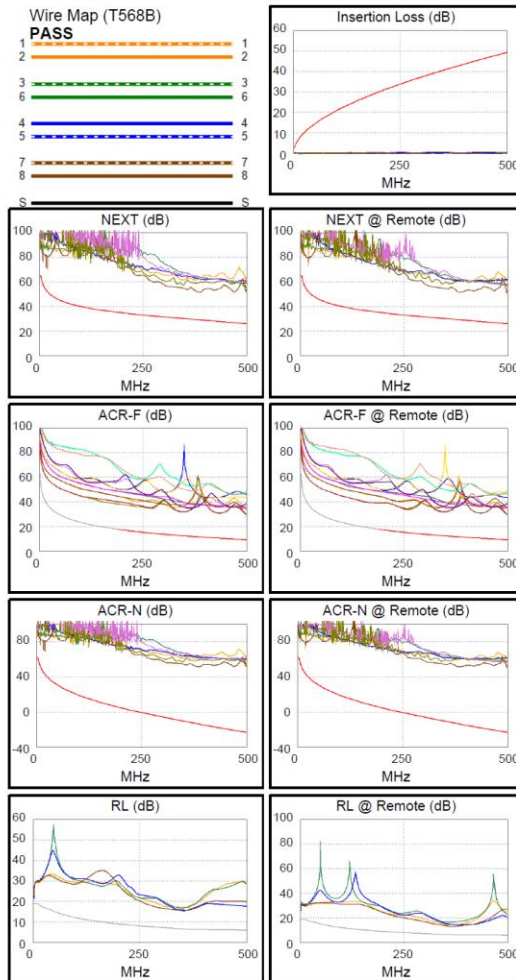 Wire Map (T568B)
PASS
1 1
2 2
3 3
6 6
4 4
5 5
7 7
8 8
S S
Insertion Loss (dB)
60
50
40
30
20
10
0
0 250 500
MHz
NEXT (dB)
100
80
60
40
20
0
0 250 500
MHz
NEXT @ Remote (dB)
100
80
60
40
20
0
0 250 500
MHz
ACR-F (dB)
100
80
60
40
20
0
0 250 500
MHz
ACR-F @ Remote (dB)
100
80
60
40
20
0
0 250 500
MHz
ACR-N (dB)
80
40
0
-40
0 250 500
MHz
ACR-N @ Remote (dB)
80
40
0
-40
0 250 500
MHz
RL (dB)
60
50
40
30
20
10
0
0 250 500
MHz
RL @ Remote (dB)
100
80
60
40
20
0
0 250 500
MHz